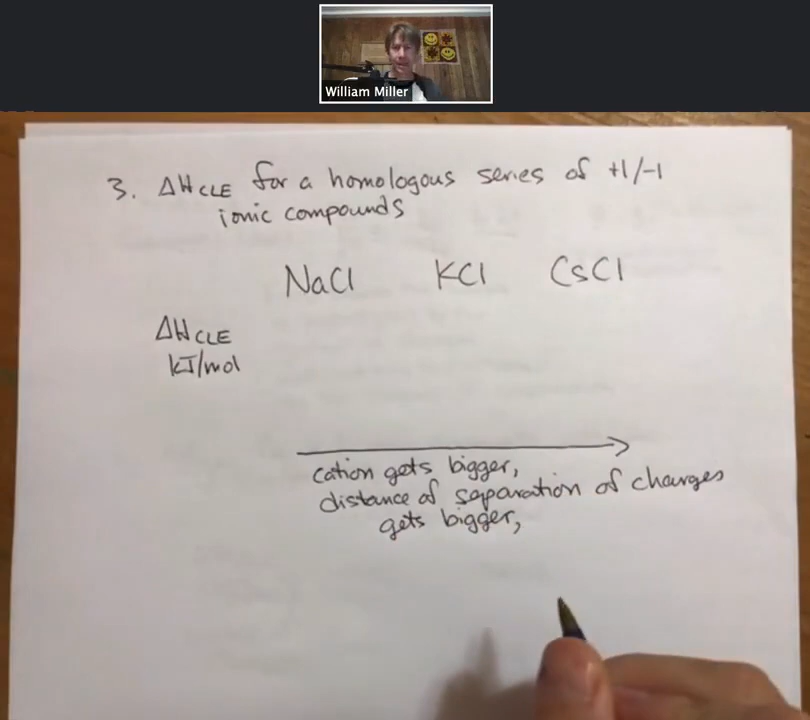 William Miller
3. ΔHCLE for a homologous series of +1/-1
ionic compounds
NaCl KCl CsCl
ΔHCLE
kJ/mol
cation gets bigger,
distance of separation of charges
gets bigger,